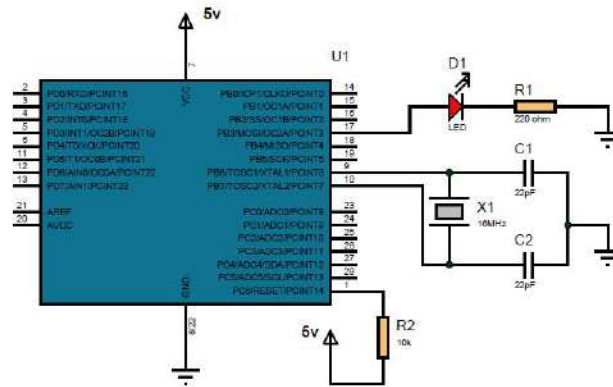 5v
U1
7
VCC
2 PD0/RXD/PCINT16
3 PD1/TXD/PCINT17
4 PD2/INT0/PCINT18
5 PD3/INT1/OC2B/PCINT19
6 PD4/T0/XCK/PCINT20
11 PD5/T1/OC0B/PCINT21
12 PD6/AIN0/OC0A/PCINT22
13 PD7/AIN1/PCINT23
21 AREF
20 AVCC
PB0/ICP1/CLKO/PCINT0 14
PB1/OC1A/PCINT1 15
PB2/SS/OC1B/PCINT2 16
PB3/MOSI/OC2A/PCINT3 17
PB4/MISO/PCINT4 18
PB5/SCK/PCINT5 19
PB6/TOSC1/XTAL1/PCINT6 9
PB7/TOSC2/XTAL2/PCINT7 10
PC0/ADC0/PCINT8 23
PC1/ADC1/PCINT9 24
PC2/ADC2/PCINT10 25
PC3/ADC3/PCINT11 26
PC4/ADC4/SDA/PCINT12 27
PC5/ADC5/SCL/PCINT13 28
PC6/RESET/PCINT14 1
GND
8/22
D1
LED
R1
220 ohm
C1
22pF
X1
16MHz
C2
22pF
5v
R2
10k